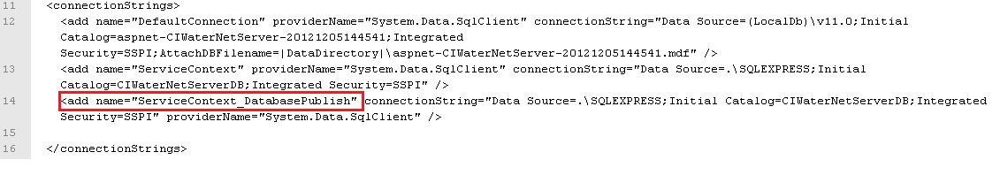 11 <connectionStrings>
12 <add name="DefaultConnection" providerName="System.Data.SqlClient" connectionString="Data Source=(LocalDb)\v11.0;Initial
Catalog=aspnet-CIWaterNetServer-20121205144541;Integrated
Security=SSPI;AttachDBFilename=|DataDirectory|\aspnet-CIWaterNetServer-20121205144541.mdf" />
13 <add name="ServiceContext" providerName="System.Data.SqlClient" connectionString="Data Source=.\SQLEXPRESS;Initial
Catalog=CIWaterNetServerDB;Integrated Security=SSPI" />
14 <add name="ServiceContext_DatabasePublish" connectionString="Data Source=.\SQLEXPRESS;Initial Catalog=CIWaterNetServerDB;Integrated
Security=SSPI" providerName="System.Data.SqlClient" />
15
16 </connectionStrings>